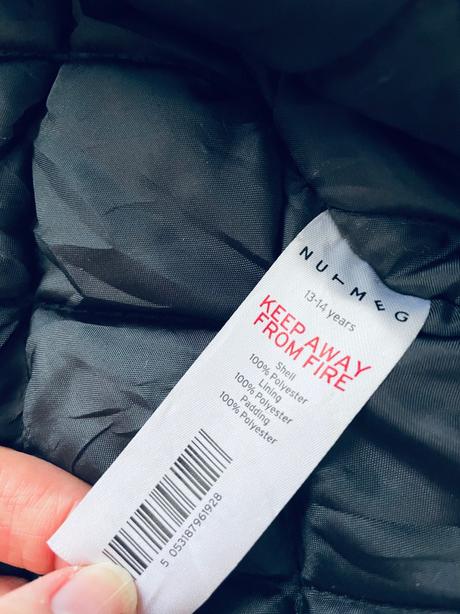 NUTMEG
13-14 years
KEEP AWAY
FROM FIRE
Shell
100% Polyester
Lining
100% Polyester
Padding
100% Polyester
5 053187961928